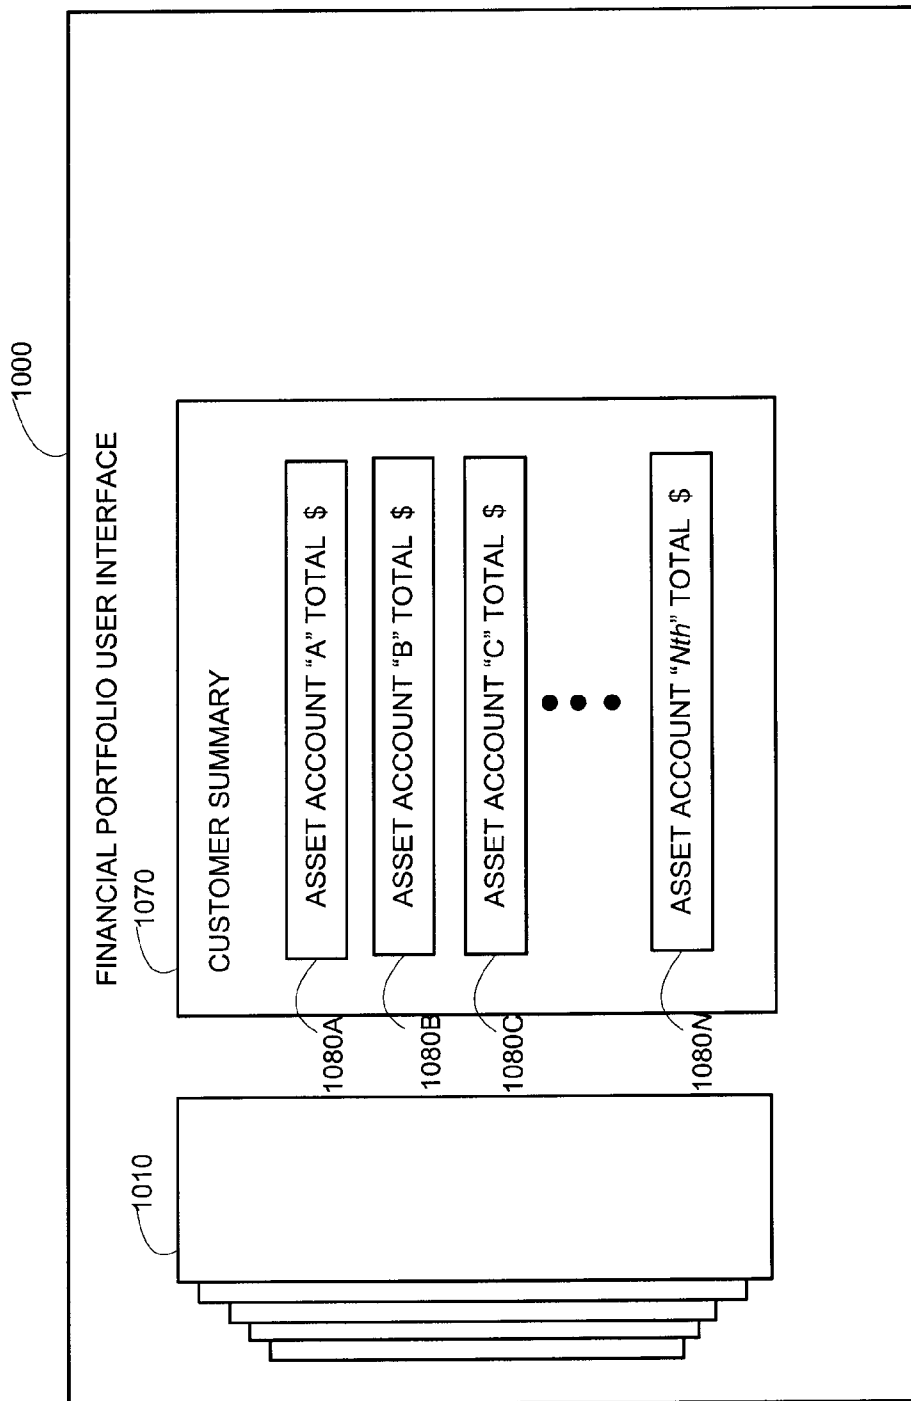 1000
FINANCIAL PORTFOLIO USER INTERFACE
1010
1070
CUSTOMER SUMMARY
1080A
ASSET ACCOUNT “A” TOTAL $
1080B
ASSET ACCOUNT “B” TOTAL $
1080C
ASSET ACCOUNT “C” TOTAL $
1080N
ASSET ACCOUNT “Nth” TOTAL $